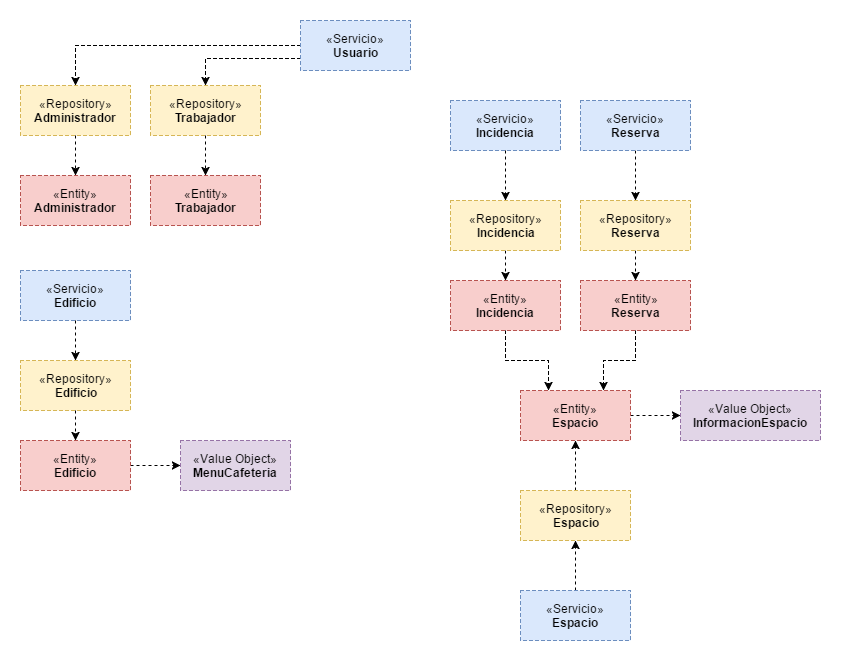 «Servicio»
Usuario
«Repository»
Administrador
«Repository»
Trabajador
«Entity»
Administrador
«Entity»
Trabajador
«Servicio»
Edificio
«Repository»
Edificio
«Entity»
Edificio
«Value Object»
MenuCafeteria
«Servicio»
Incidencia
«Servicio»
Reserva
«Repository»
Incidencia
«Repository»
Reserva
«Entity»
Incidencia
«Entity»
Reserva
«Entity»
Espacio
«Value Object»
InformacionEspacio
«Repository»
Espacio
«Servicio»
Espacio